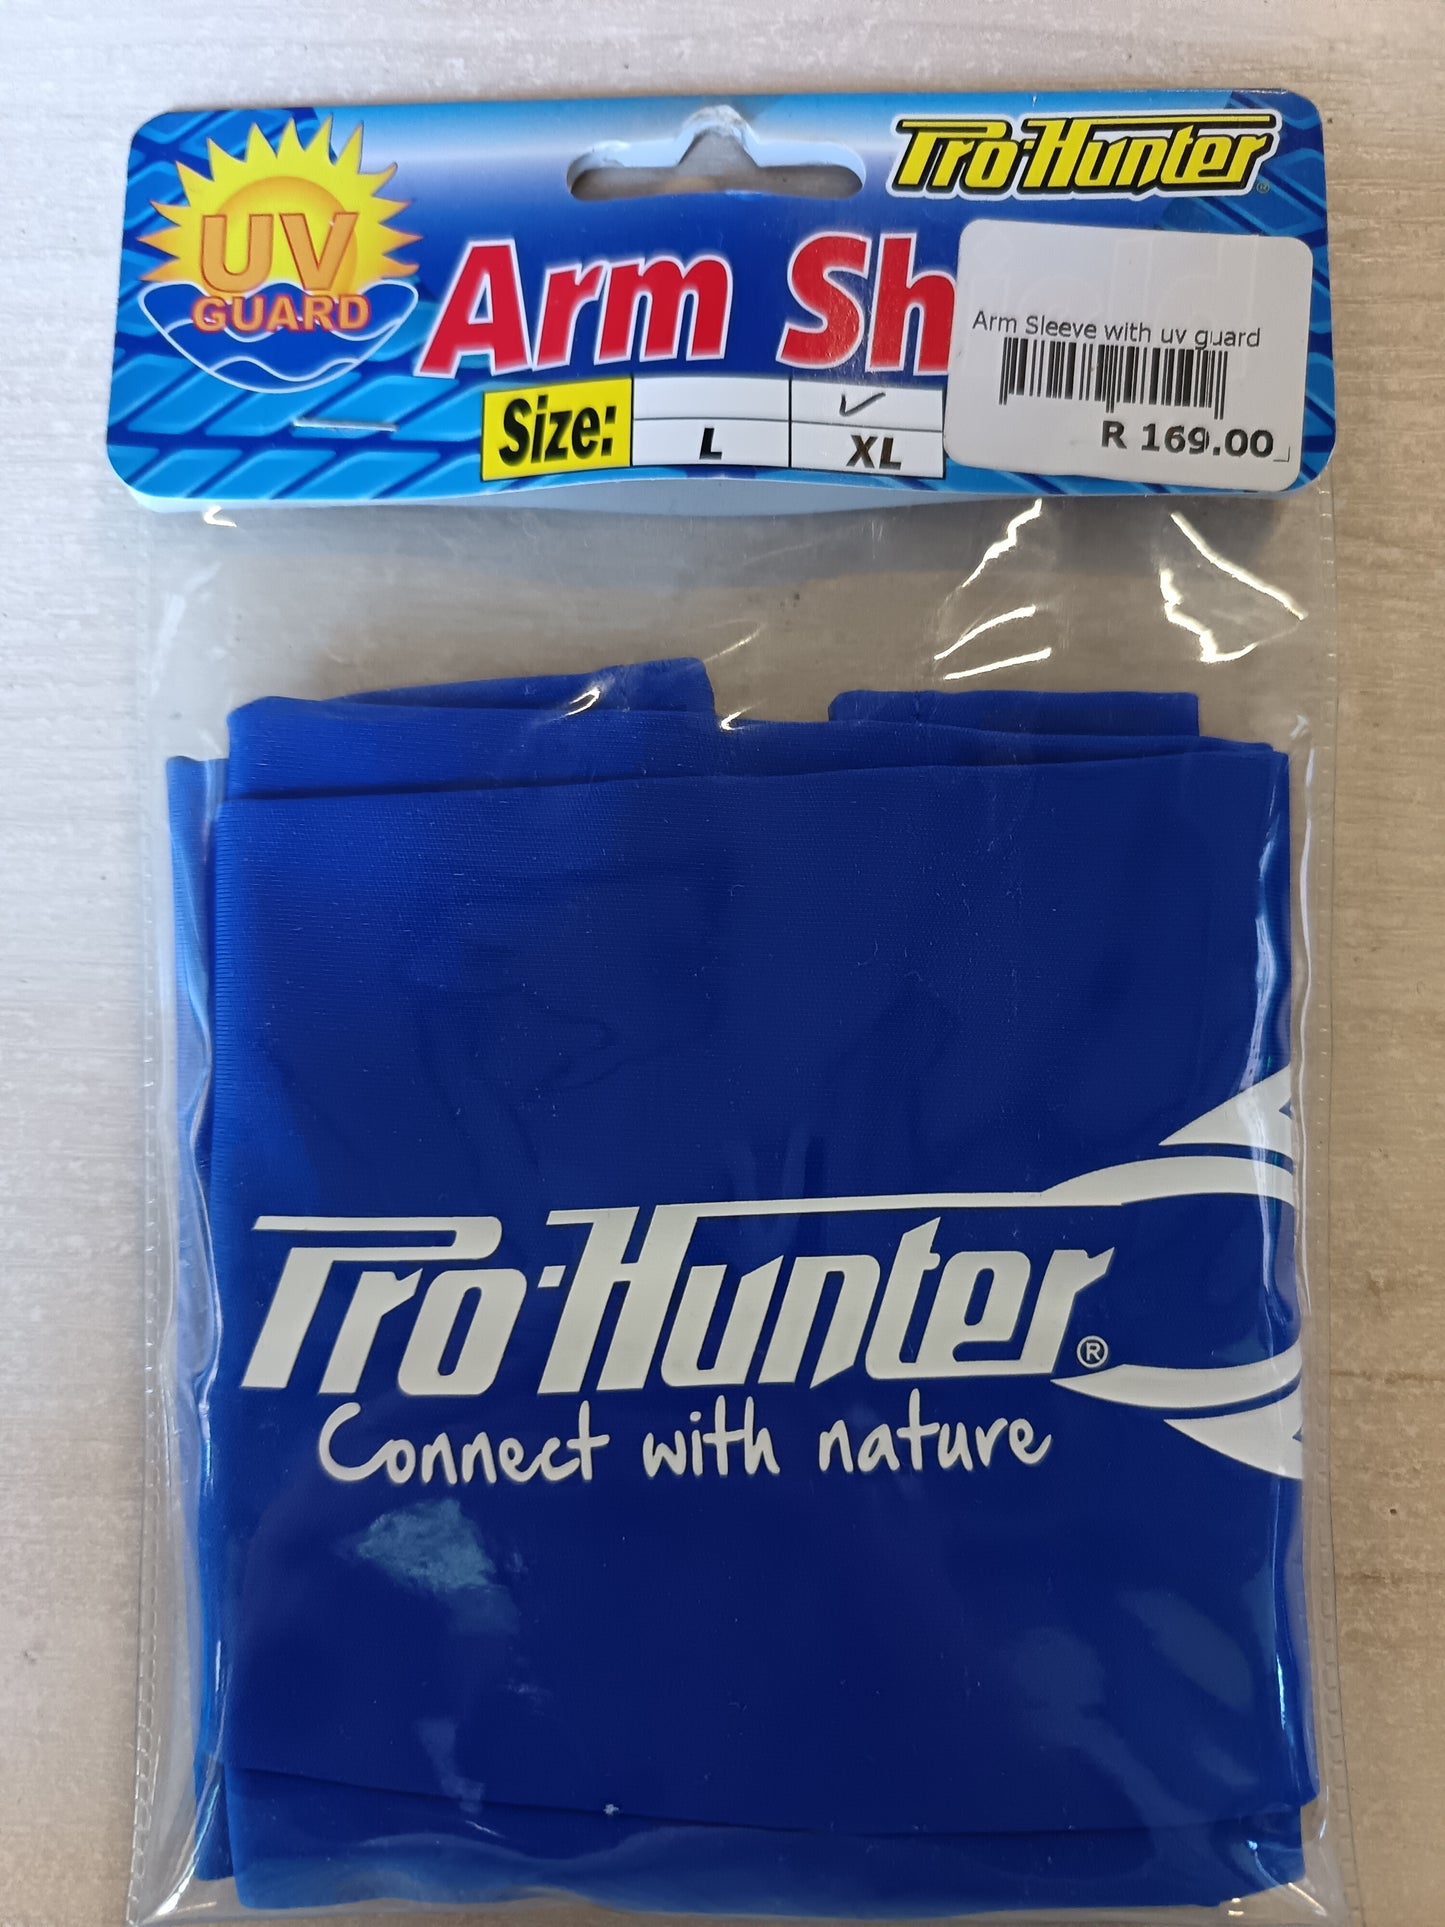 Pro-Hunter®
UV
GUARD
Arm Sh
Arm Sleeve with uv guard
R 169.00
Size:
✓
L
XL
Pro-Hunter®
Connect with nature